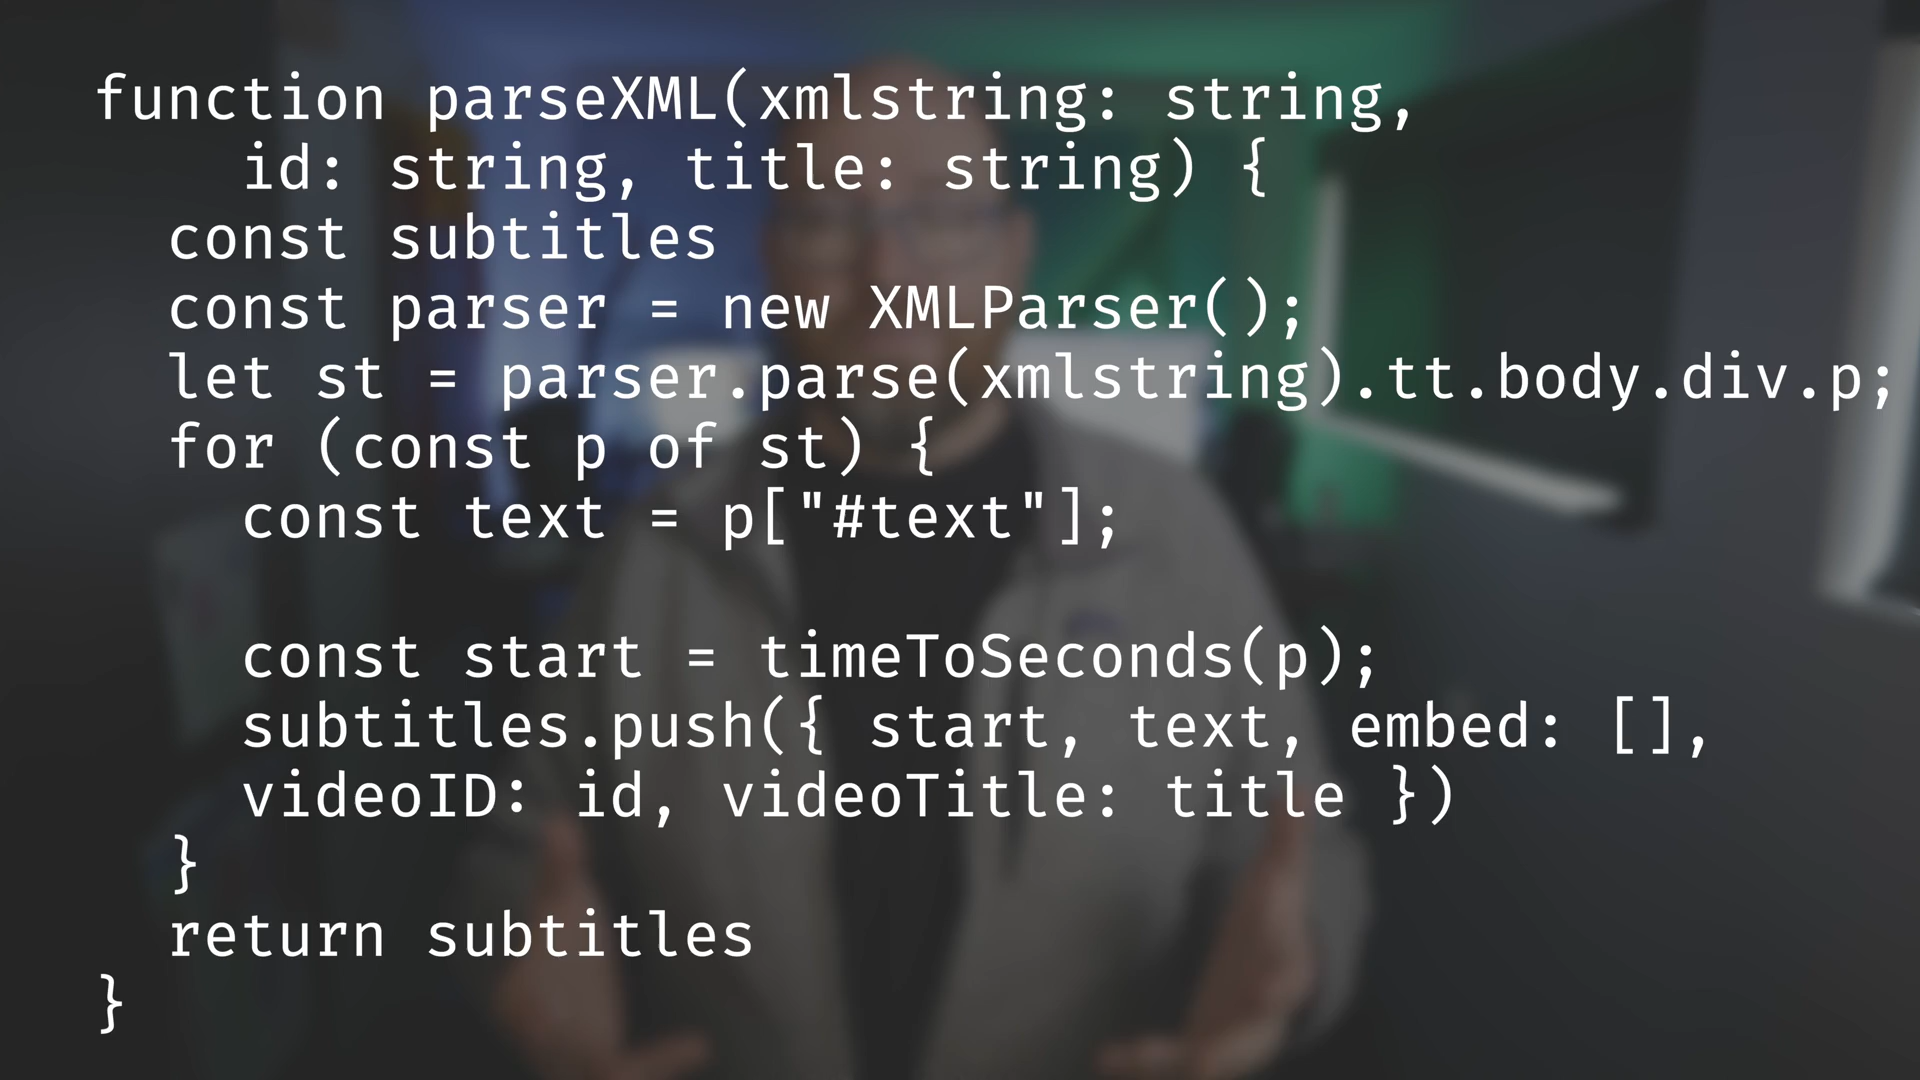 function parseXML(xmlstring: string,
    id: string, title: string) {
  const subtitles
  const parser = new XMLParser();
  let st = parser.parse(xmlstring).tt.body.div.p;
  for (const p of st) {
    const text = p["#text"];

    const start = timeToSeconds(p);
    subtitles.push({ start, text, embed: [],
    videoID: id, videoTitle: title })
  }
  return subtitles
}